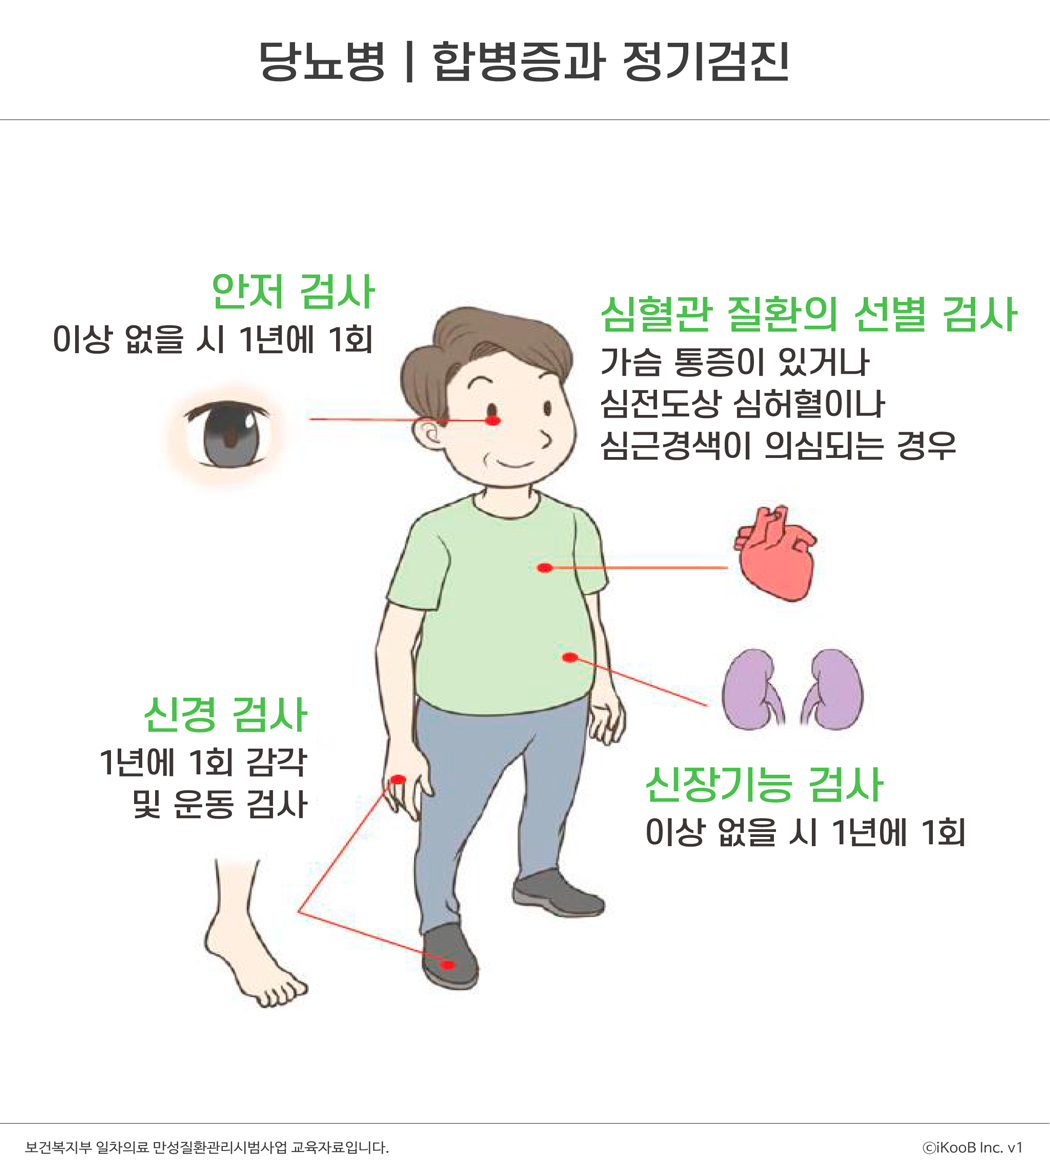 당뇨병 | 합병증과 정기검진
안저 검사
이상 없을 시 1년에 1회
심혈관 질환의 선별 검사
가슴 통증이 있거나
심전도상 심허혈이나
심근경색이 의심되는 경우
신경 검사
1년에 1회 감각
및 운동 검사
신장기능 검사
이상 없을 시 1년에 1회
보건복지부 일차의료 만성질환관리시범사업 교육자료입니다.
©iKooB Inc. v1